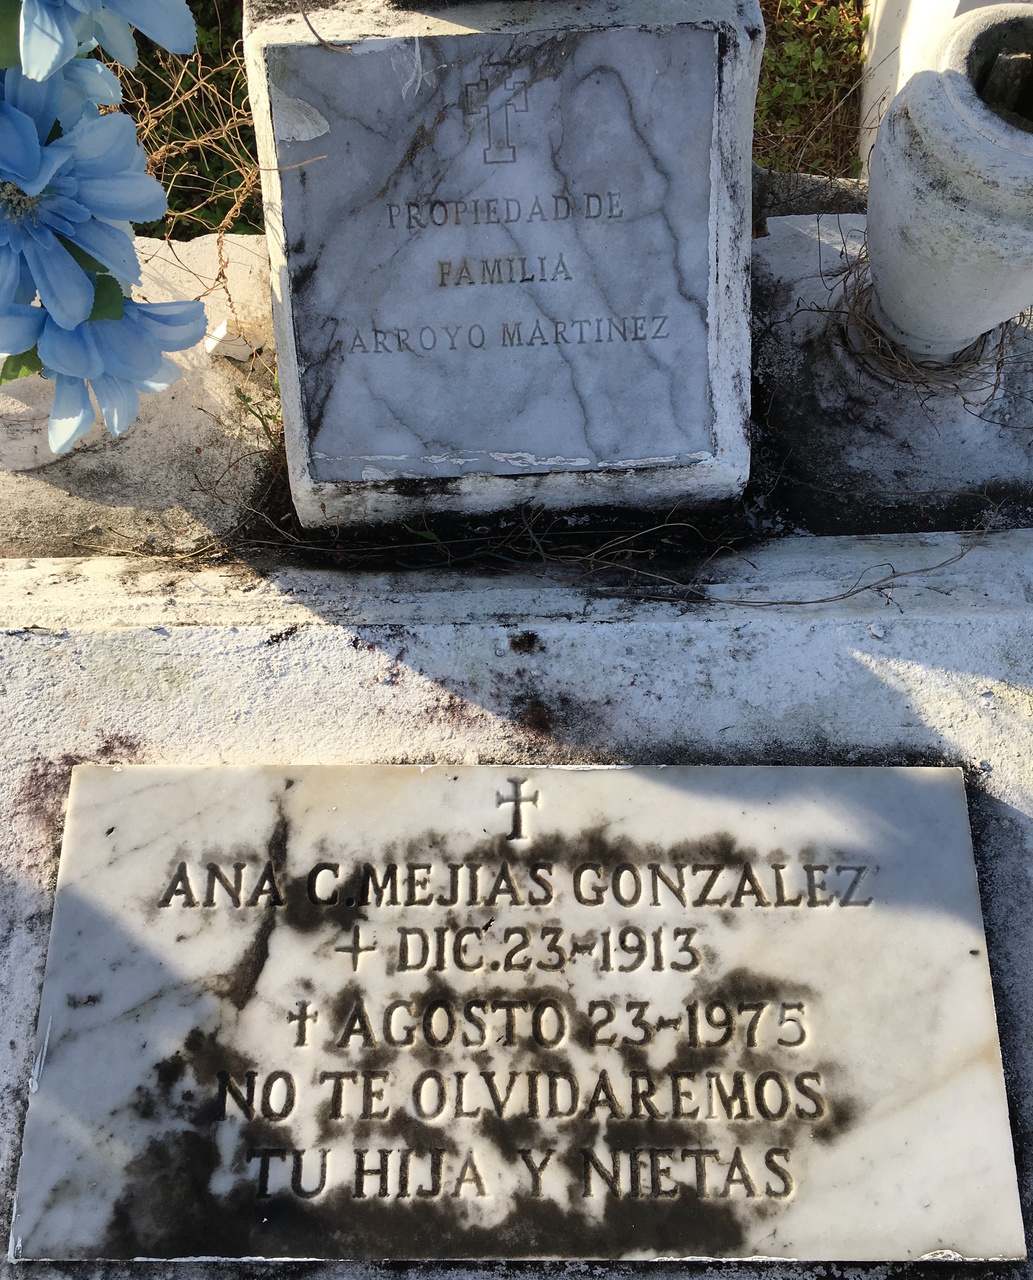 PROPIEDAD DE
FAMILIA
ARROYO MARTINEZ
ANA C. MEJIAS GONZALEZ
+ DIC. 23-1913
† AGOSTO 23-1975
NO TE OLVIDAREMOS
TU HIJA Y NIETAS